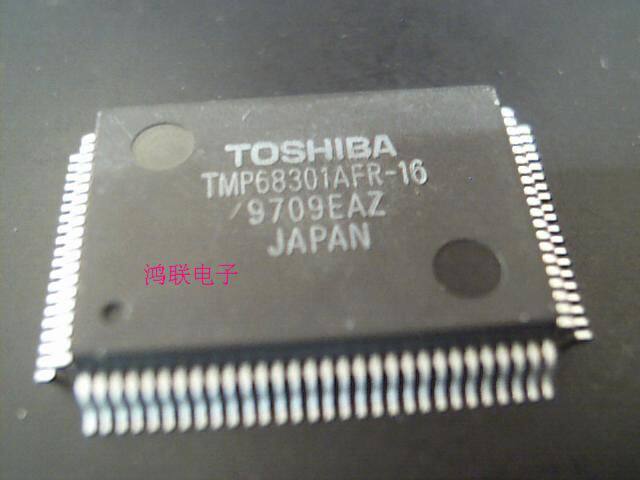 TOSHIBA
TMP68301AFR-16
9709EAZ
JAPAN
鸿联电子